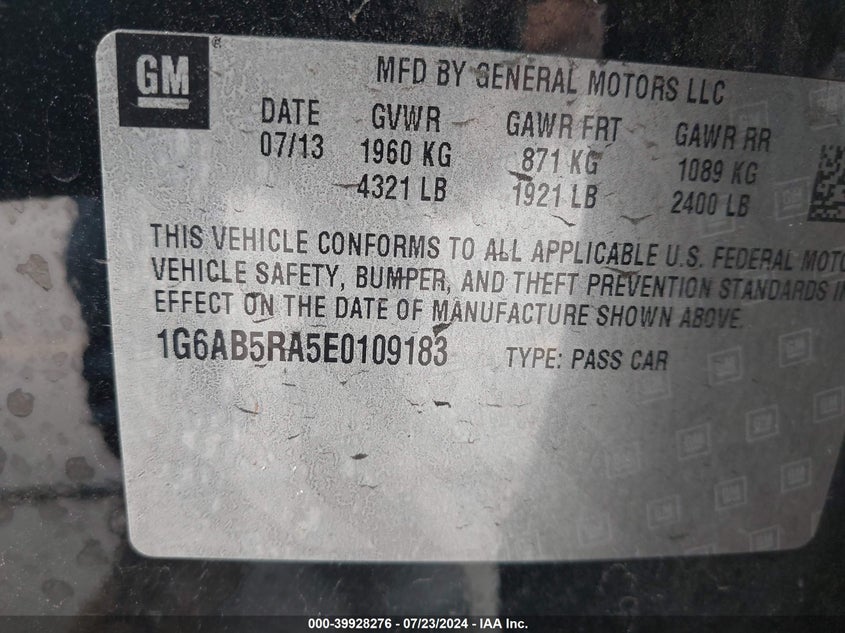 GM
MFD BY GENERAL MOTORS LLC
DATE GVWR GAWR FRT GAWR RR
07/13 1960 KG 871 KG 1089 KG
4321 LB 1921 LB 2400 LB
THIS VEHICLE CONFORMS TO ALL APPLICABLE U.S. FEDERAL MOTO
VEHICLE SAFETY, BUMPER, AND THEFT PREVENTION STANDARDS IN
EFFECT ON THE DATE OF MANUFACTURE SHOWN ABOVE.
1G6AB5RA5E0109183 TYPE: PASS CAR
000-39928276 - 07/23/2024 - IAA Inc.